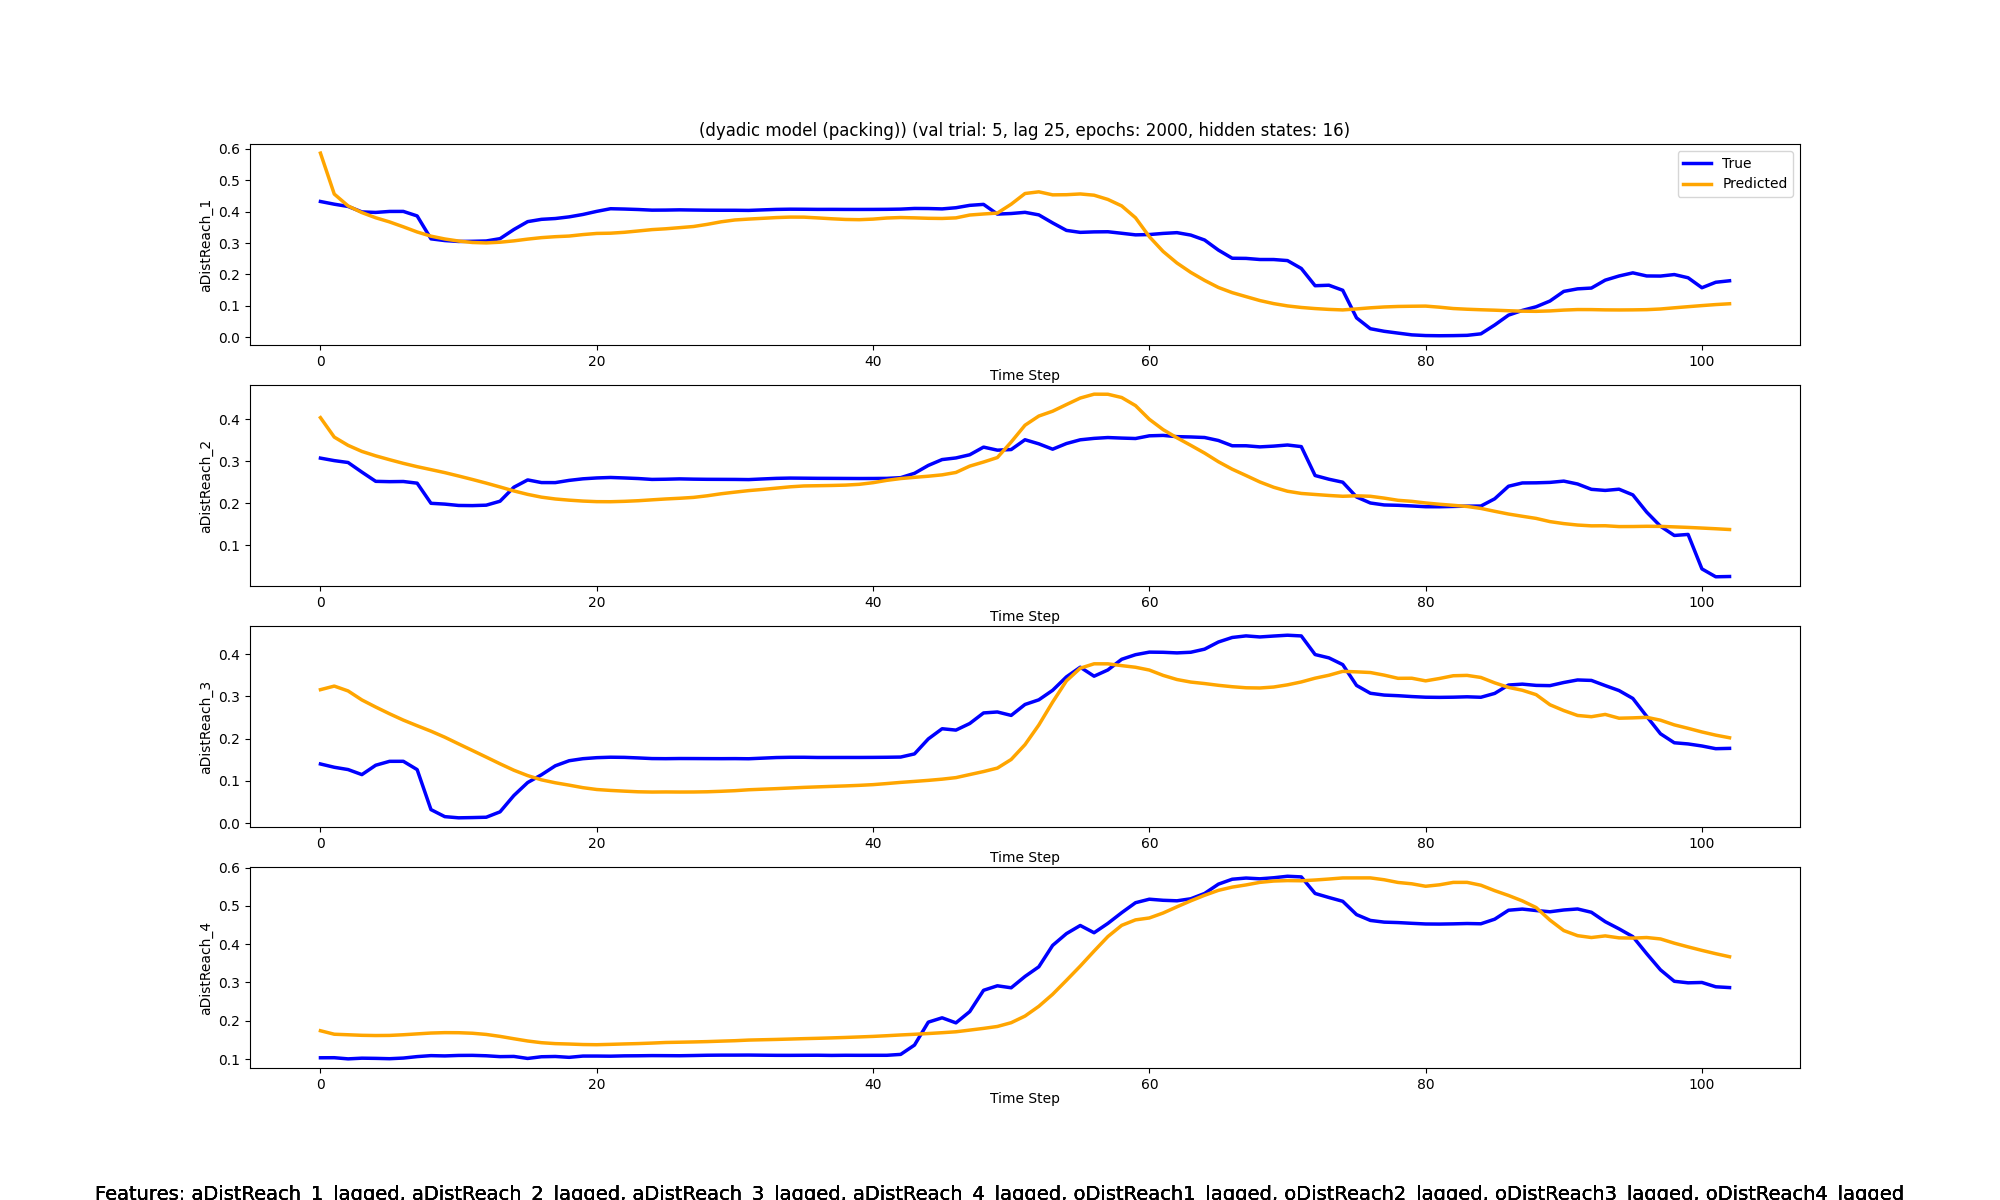 (dyadic model (packing)) (val trial: 5, lag 25, epochs: 2000, hidden states: 16)
True
Predicted
aDistReach_1
0.6
0.5
0.4
0.3
0.2
0.1
0.0
0 20 40 60 80 100
Time Step
aDistReach_2
0.4
0.3
0.2
0.1
0 20 40 60 80 100
Time Step
aDistReach_3
0.4
0.3
0.2
0.1
0.0
0 20 40 60 80 100
Time Step
aDistReach_4
0.6
0.5
0.4
0.3
0.2
0.1
0 20 40 60 80 100
Time Step
Features: aDistReach_1_lagged, aDistReach_2_lagged, aDistReach_3_lagged, aDistReach_4_lagged, oDistReach1_lagged, oDistReach2_lagged, oDistReach3_lagged, oDistReach4_lagged